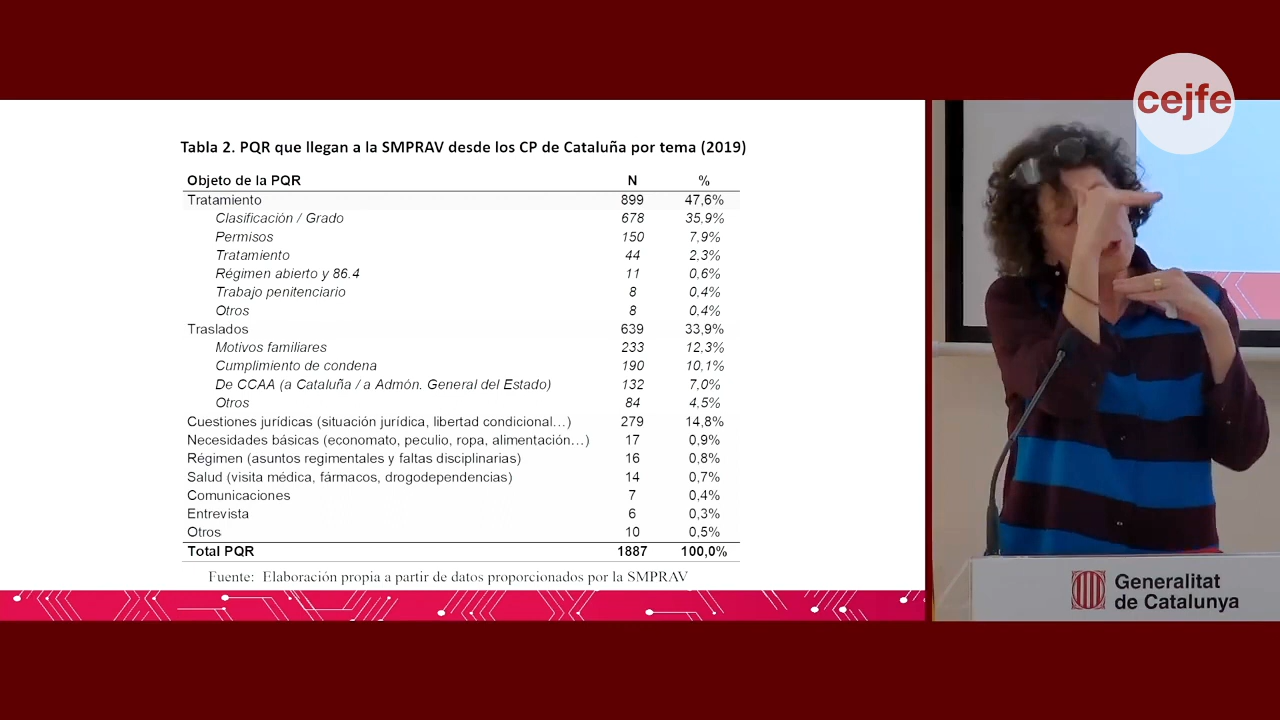 cejfe
Tabla 2. PQR que llegan a la SMPRAV desde los CP de Cataluña por tema (2019)
Objeto de la PQR N %
Tratamiento 899 47,6%
Clasificación / Grado 678 35,9%
Permisos 150 7,9%
Tratamiento 44 2,3%
Régimen abierto y 86.4 11 0,6%
Trabajo penitenciario 8 0,4%
Otros 8 0,4%
Traslados 639 33,9%
Motivos familiares 233 12,3%
Cumplimiento de condena 190 10,1%
De CCAA (a Cataluña / a Admón. General del Estado) 132 7,0%
Otros 84 4,5%
Cuestiones jurídicas (situación jurídica, libertad condicional…) 279 14,8%
Necesidades básicas (economato, peculio, ropa, alimentación…) 17 0,9%
Régimen (asuntos regimentales y faltas disciplinarias) 16 0,8%
Salud (visita médica, fármacos, drogodependencias) 14 0,7%
Comunicaciones 7 0,4%
Entrevista 6 0,3%
Otros 10 0,5%
Total PQR 1887 100,0%
Fuente: Elaboración propia a partir de datos proporcionados por la SMPRAV
Generalitat
de Catalunya